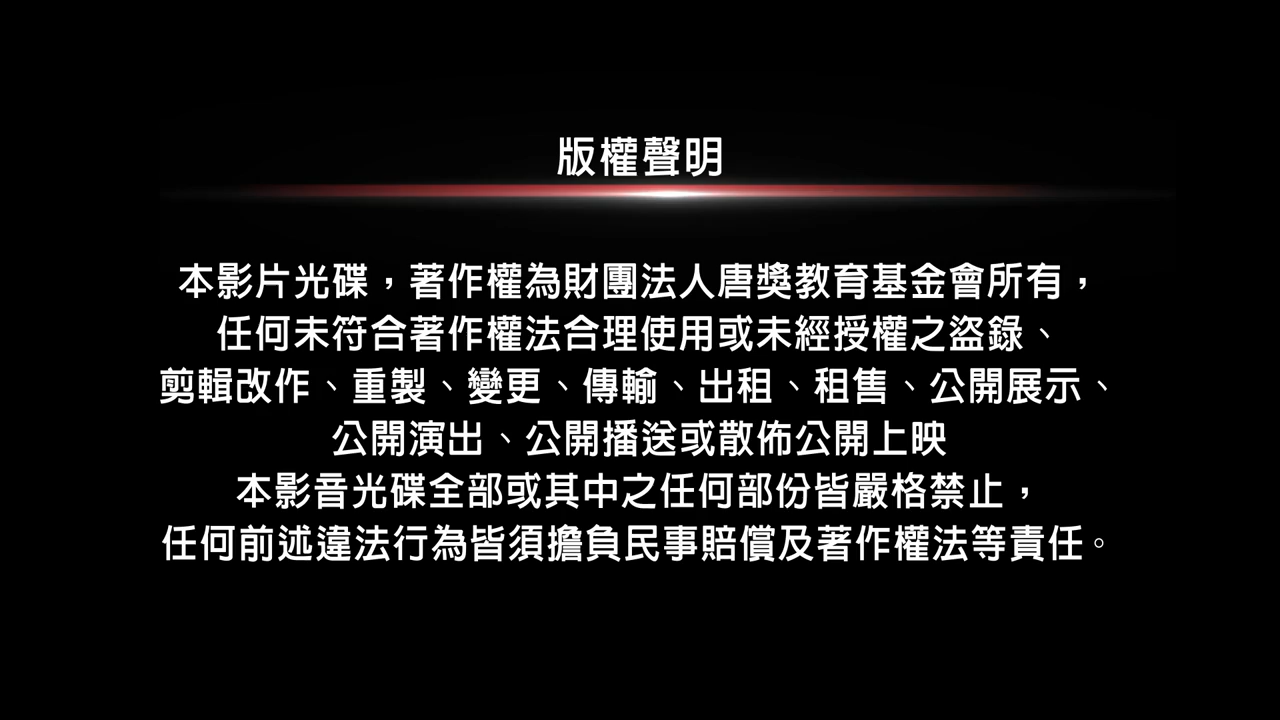 版權聲明
本影片光碟，著作權為財團法人唐獎教育基金會所有，
任何未符合著作權法合理使用或未經授權之盜錄、
剪輯改作、重製、變更、傳輸、出租、租售、公開展示、
公開演出、公開播送或散佈公開上映
本影音光碟全部或其中之任何部份皆嚴格禁止，
任何前述違法行為皆須擔負民事賠償及著作權法等責任。